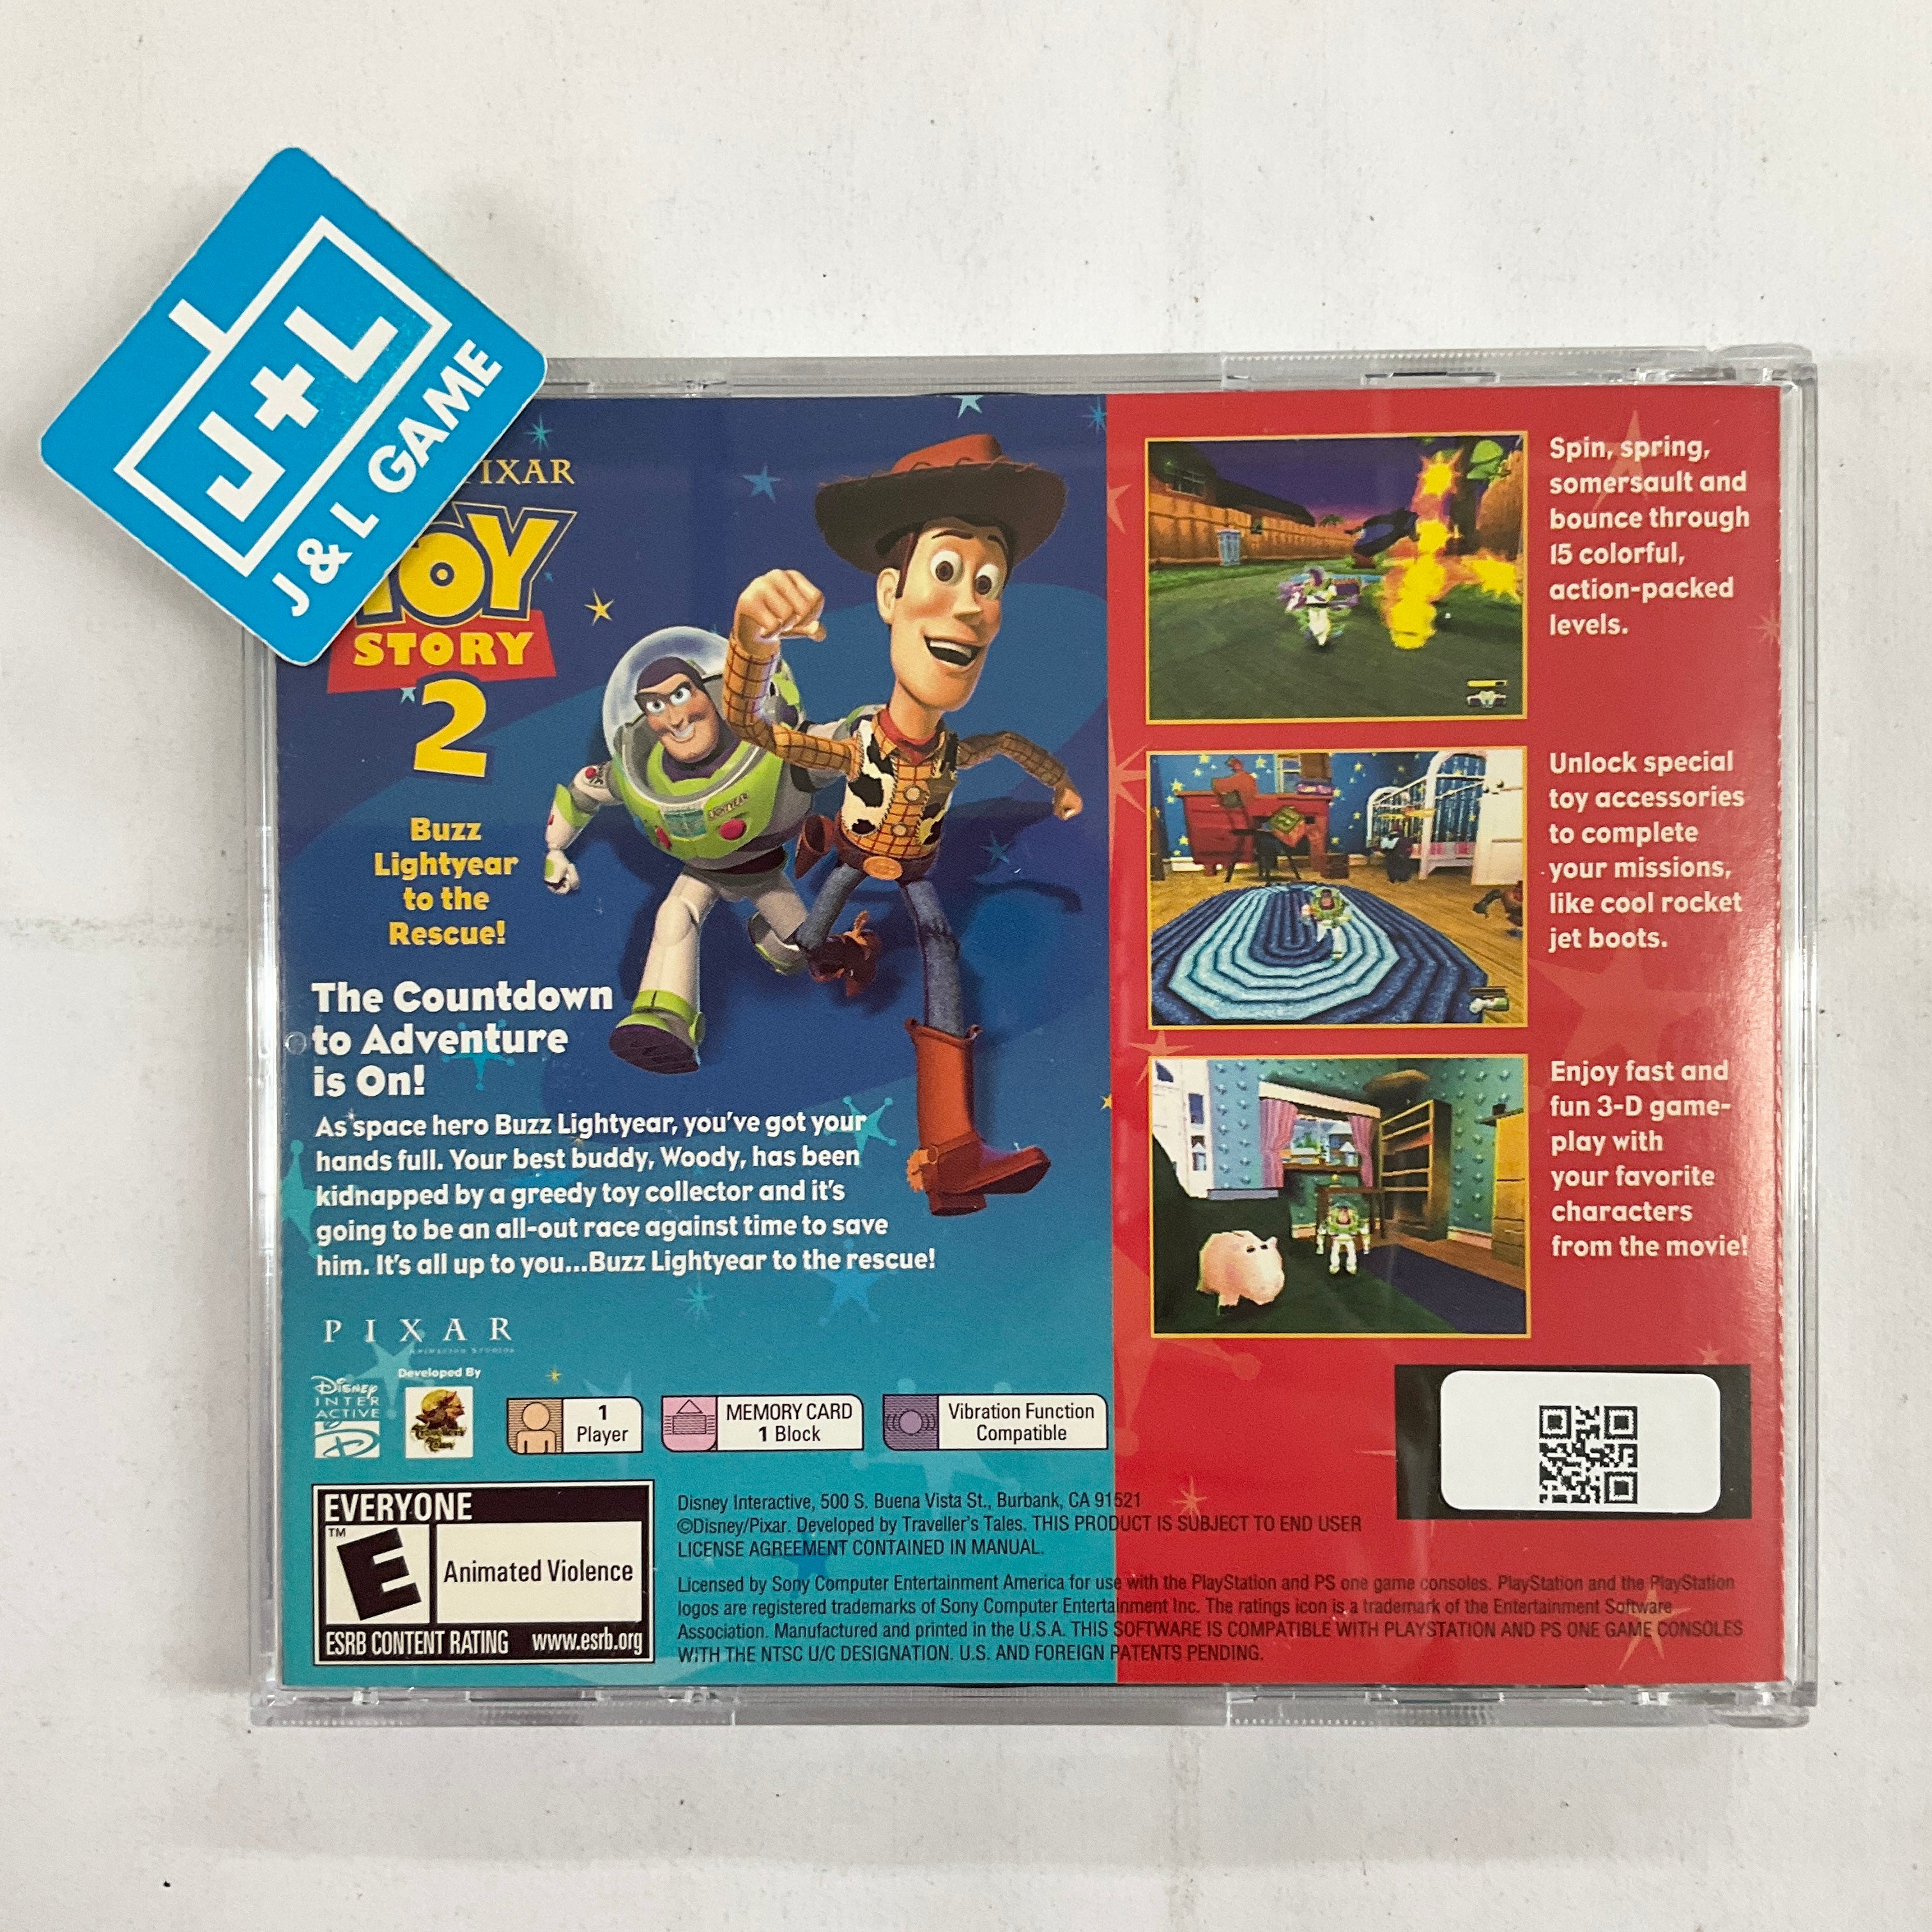 J+L
J & L GAME
PIXAR
TOY
STORY
2
Buzz
Lightyear
to the
Rescue!
The Countdown
to Adventure
is On!
As space hero Buzz Lightyear, you've got your
hands full. Your best buddy, Woody, has been
kidnapped by a greedy toy collector and it's
going to be an all-out race against time to save
him. It's all up to you...Buzz Lightyear to the rescue!
LIGHTYEAR
Spin, spring,
somersault and
bounce through
15 colorful,
action-packed
levels.
Unlock special
toy accessories
to complete
your missions,
like cool rocket
jet boots.
Enjoy fast and
fun 3-D game-
play with
your favorite
characters
from the movie!
PIXAR
ANIMATION STUDIOS
DISNEY
INTER
ACTIVE
Developed By
Traveller's
Tales
1
Player
MEMORY CARD
1 Block
Vibration Function
Compatible
EVERYONE
™
E
Animated Violence
ESRB CONTENT RATING www.esrb.org
Disney Interactive, 500 S. Buena Vista St., Burbank, CA 91521
©Disney/Pixar. Developed by Traveller's Tales. THIS PRODUCT IS SUBJECT TO END USER
LICENSE AGREEMENT CONTAINED IN MANUAL.
Licensed by Sony Computer Entertainment America for use with the PlayStation and PS one game consoles. PlayStation and the PlayStation
logos are registered trademarks of Sony Computer Entertainment Inc. The ratings icon is a trademark of the Entertainment Software
Association. Manufactured and printed in the U.S.A. THIS SOFTWARE IS COMPATIBLE WITH PLAYSTATION AND PS ONE GAME CONSOLES
WITH THE NTSC U/C DESIGNATION. U.S. AND FOREIGN PATENTS PENDING.